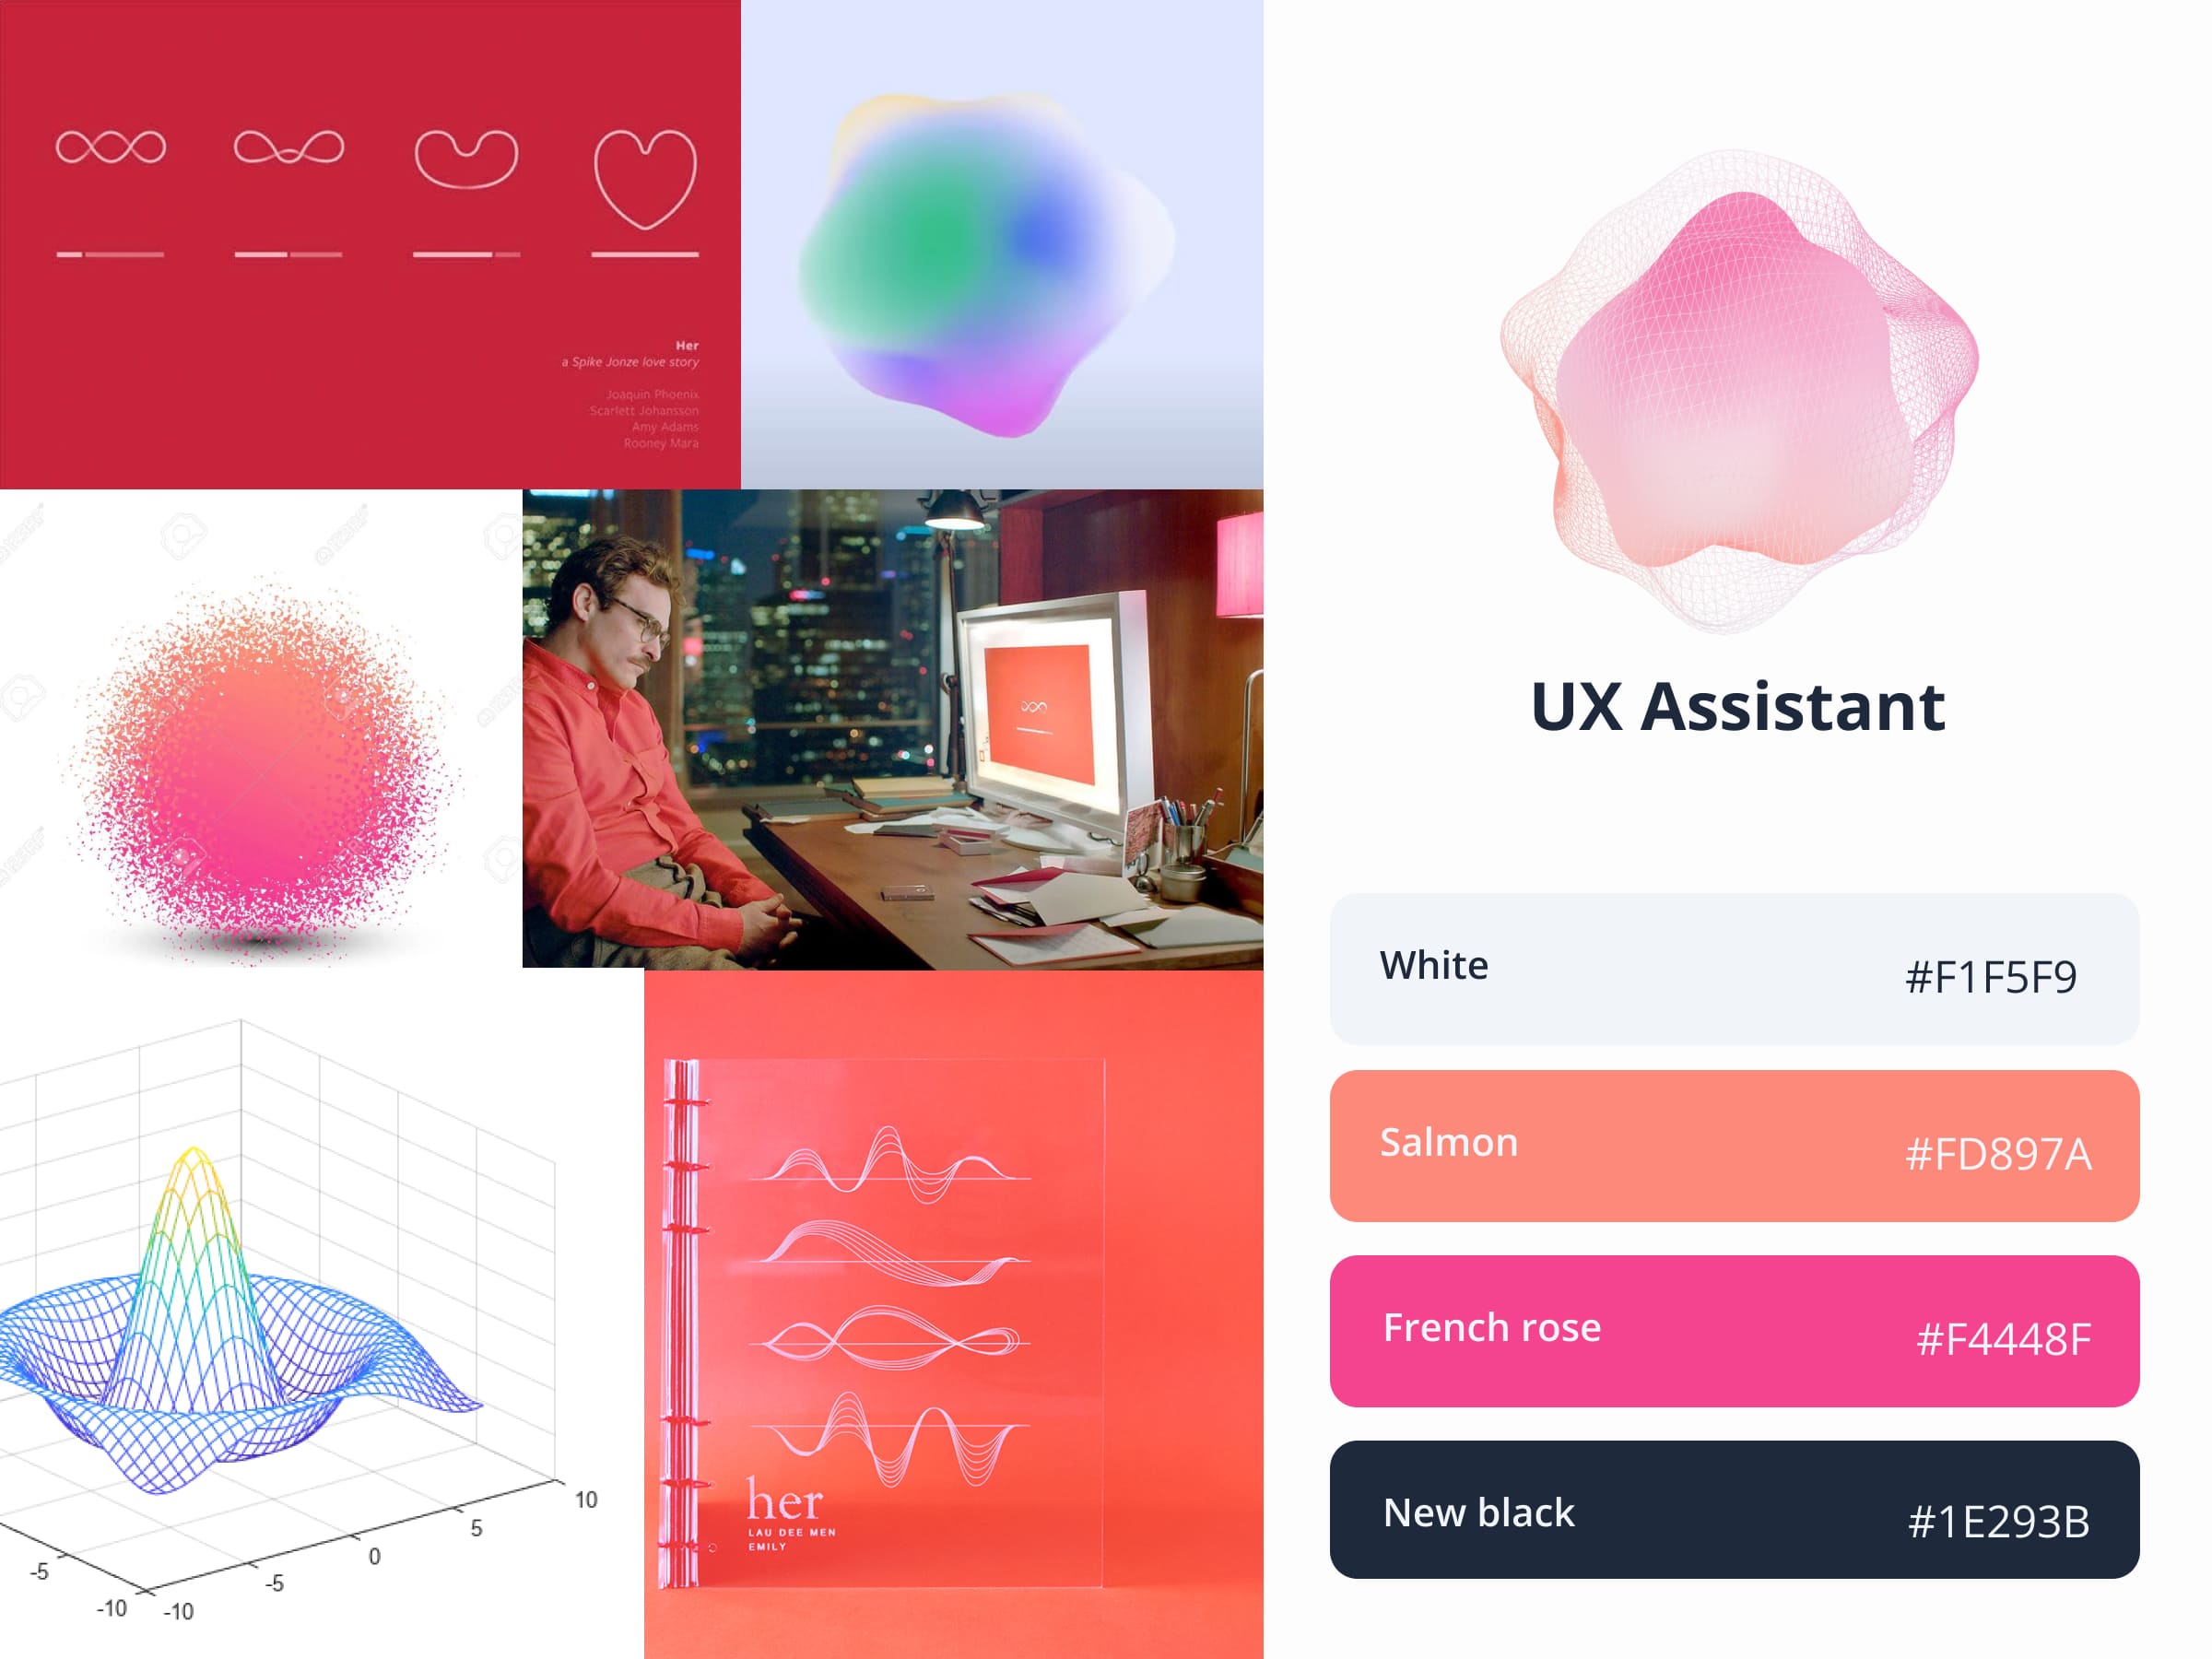 Her
a Spike Jonze love story
Joaquin Phoenix
Scarlett Johansson
Amy Adams
Rooney Mara
UX Assistant
White
#F1F5F9
Salmon
#FD897A
French rose
#F4448F
New black
#1E293B
10
5
0
-5
-10
-5
-10
her
LAU DEE MEN
EMILY